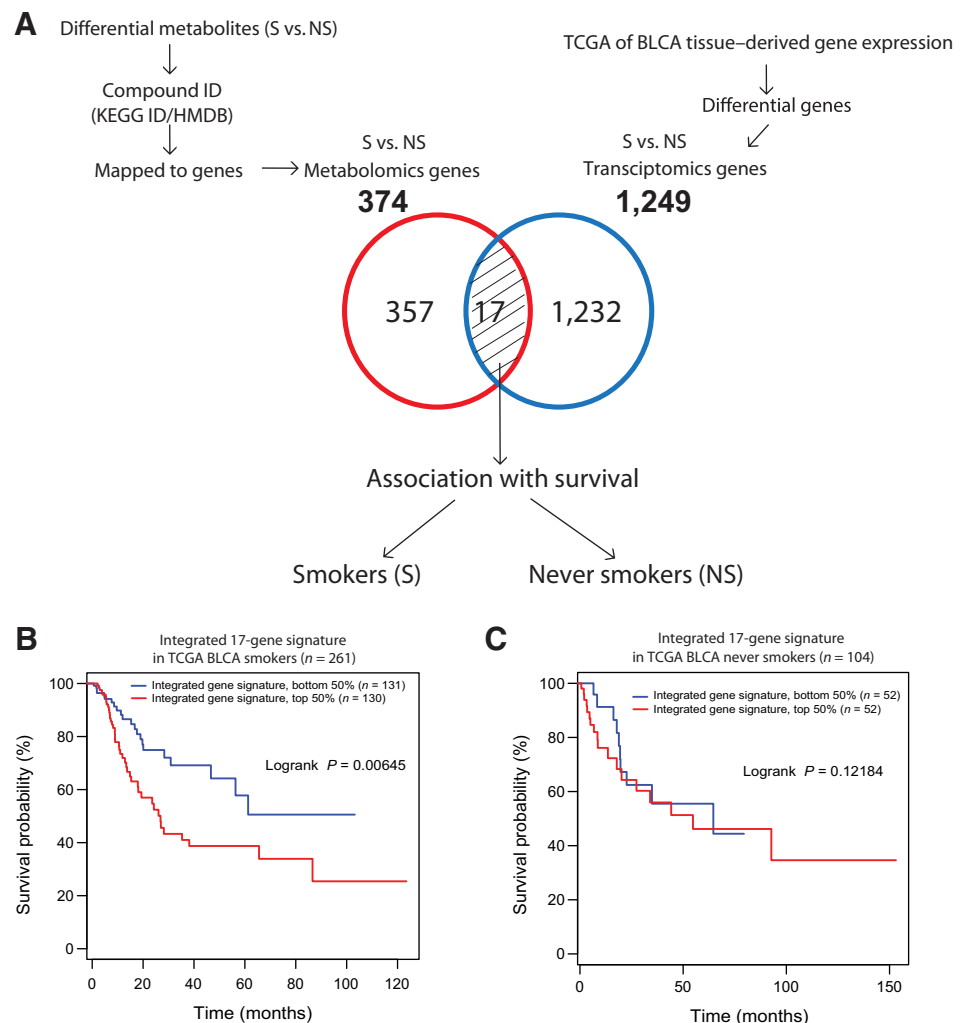 A
Differential metabolites (S vs. NS)
Compound ID
(KEGG ID/HMDB)
Mapped to genes
TCGA of BLCA tissue–derived gene expression
Differential genes
S vs. NS
Metabolomics genes
374
S vs. NS
Transciptomics genes
1,249
357
17
1,232
Association with survival
Smokers (S)
Never smokers (NS)
B
Integrated 17-gene signature
in TCGA BLCA smokers (n = 261)
Integrated gene signature, bottom 50% (n = 131)
Integrated gene signature, top 50% (n = 130)
Logrank P = 0.00645
Survival probability (%)
100
80
60
40
20
0
0 20 40 60 80 100 120
Time (months)
C
Integrated 17-gene signature
in TCGA BLCA never smokers (n = 104)
Integrated gene signature, bottom 50% (n = 52)
Integrated gene signature, top 50% (n = 52)
Logrank P = 0.12184
Survival probability (%)
100
80
60
40
20
0
0 50 100 150
Time (months)